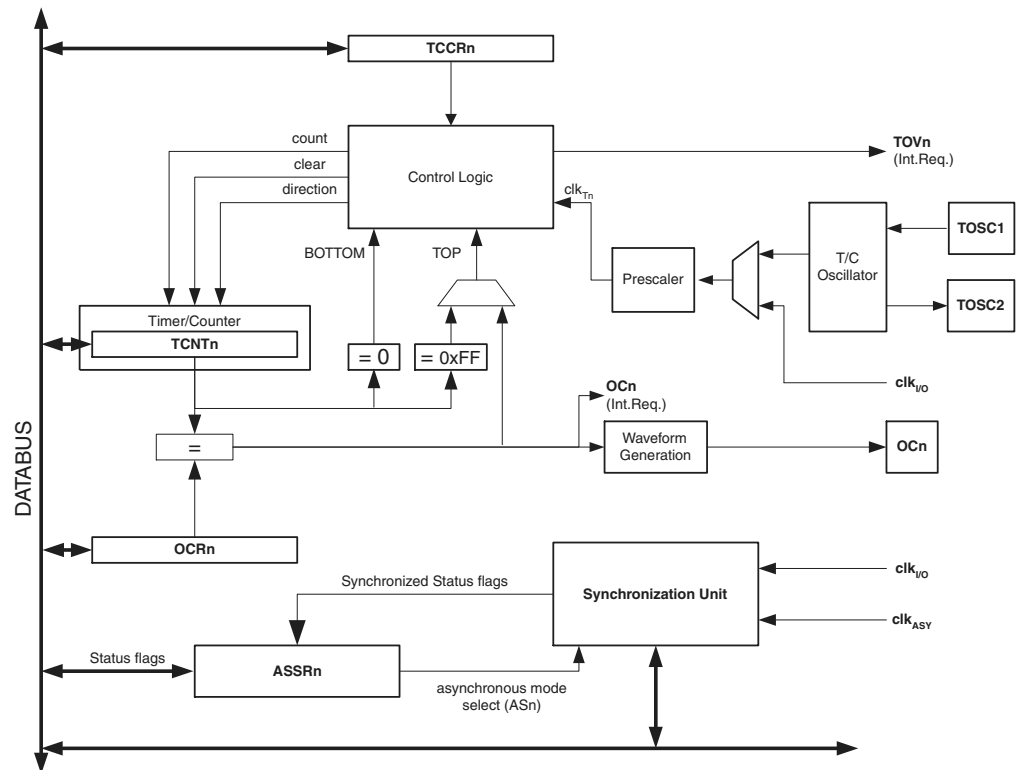 TCCRn
count
clear
direction
Control Logic
TOVn
(Int.Req.)
clkTn
BOTTOM
TOP
Prescaler
T/C
Oscillator
TOSC1
TOSC2
Timer/Counter
TCNTn
= 0
= 0xFF
clkI/O
OCn
(Int.Req.)
=
Waveform
Generation
OCn
DATABUS
OCRn
Synchronized Status flags
Synchronization Unit
clkI/O
clkASY
Status flags
ASSRn
asynchronous mode
select (ASn)